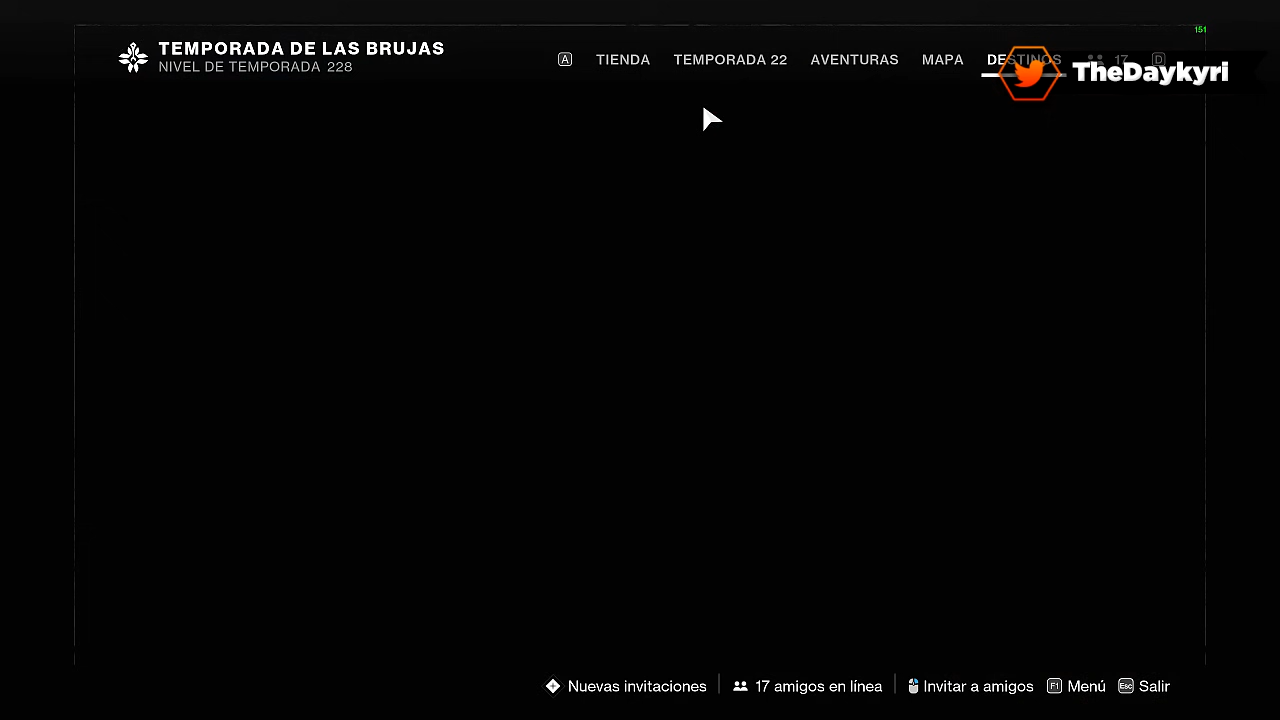 151
TEMPORADA DE LAS BRUJAS
NIVEL DE TEMPORADA 228
A TIENDA TEMPORADA 22 AVENTURAS MAPA DESTINOS 17 D
TheDaykyri
Nuevas invitaciones 17 amigos en línea Invitar a amigos F1 Menú Esc Salir